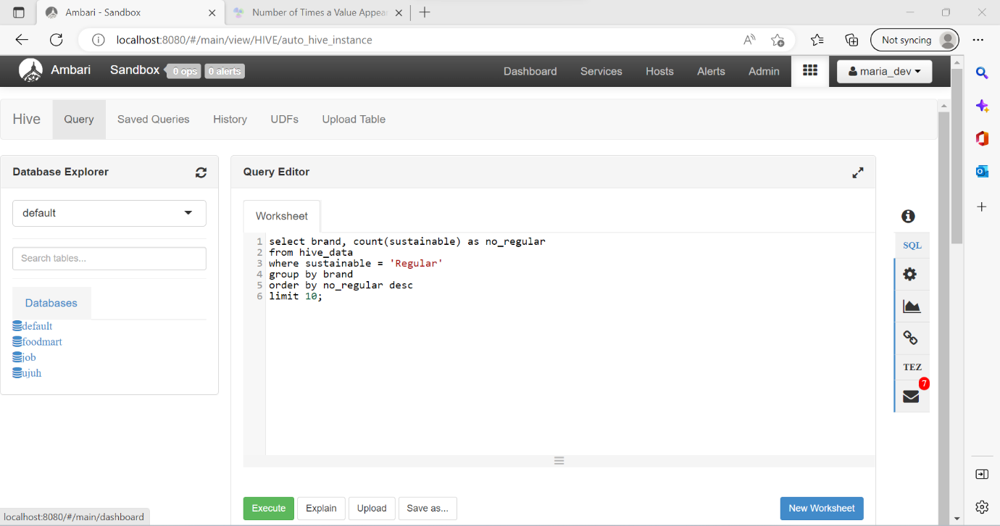 Ambari - Sandbox
Number of Times a Value Appear
localhost:8080/#/main/view/HIVE/auto_hive_instance
Not syncing
Ambari Sandbox 0 ops 0 alerts
Dashboard Services Hosts Alerts Admin maria_dev
Hive Query Saved Queries History UDFs Upload Table
Database Explorer
default
Search tables...
Databases
default
foodmart
job
ujuh
Query Editor
Worksheet
1 select brand, count(sustainable) as no_regular
2 from hive_data
3 where sustainable = 'Regular'
4 group by brand
5 order by no_regular desc
6 limit 10;
SQL
TEZ
7
Execute Explain Upload Save as... New Worksheet
localhost:8080/#/main/dashboard